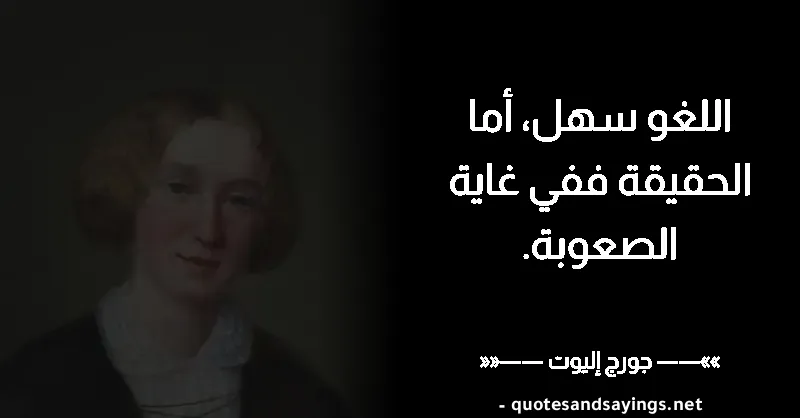 اللغو سهل، أما
الحقيقة ففي غاية
الصعوبة.
»»——— جورج إليوت ———««
- quotesandsayings.net